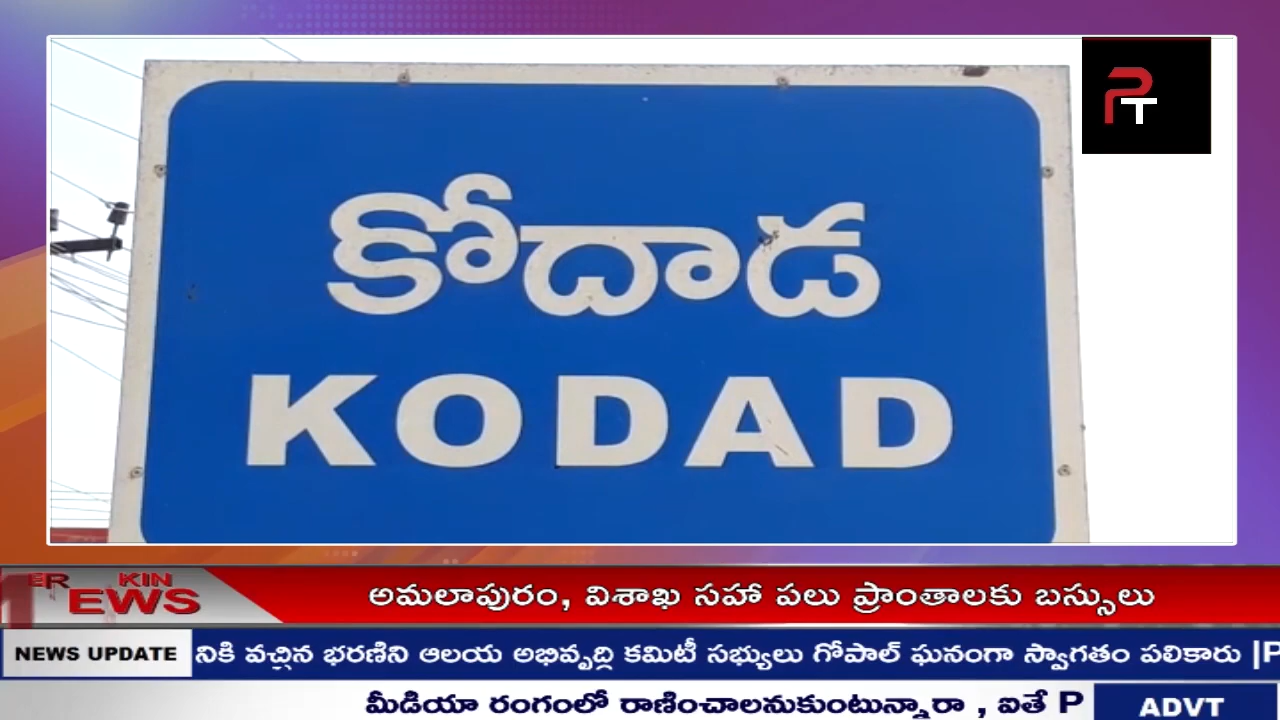 PT
కోదాడ
KODAD
అమలాపురం, విశాఖ సహా పలు ప్రాంతాలకు బస్సులు
NEWS UPDATE నికి వచ్చిన భరణిని ఆలయ అభివృద్ధి కమిటీ సభ్యులు గోపాల్ ఘనంగా స్వాగతం పలికారు |P
మీడియా రంగంలో రాణించాలనుకుంటున్నారా , ఐతే P ADVT